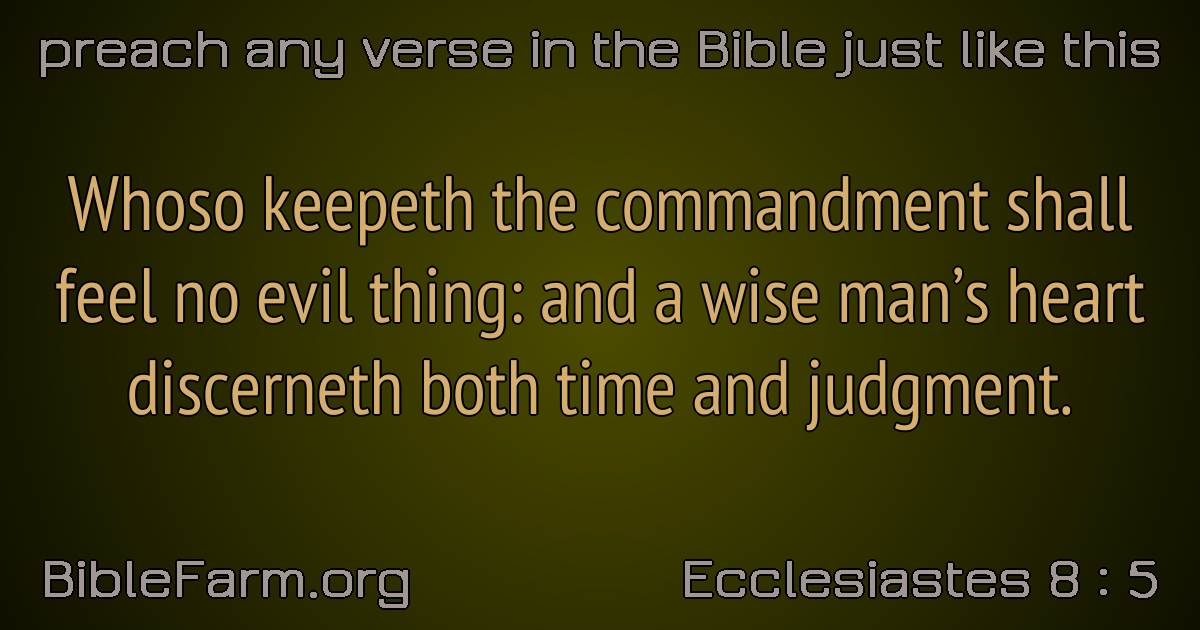 preach any verse in the Bible just like this
Whoso keepeth the commandment shall
feel no evil thing: and a wise man’s heart
discerneth both time and judgment.
BibleFarm.org
Ecclesiastes 8 : 5